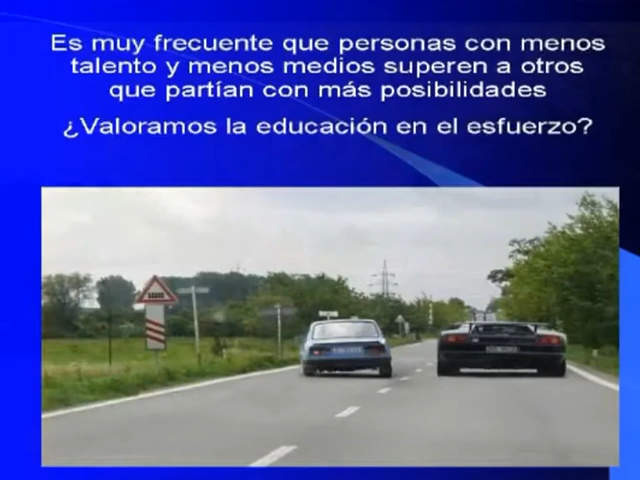 Es muy frecuente que personas con menos
talento y menos medios superen a otros
que partían con más posibilidades
¿Valoramos la educación en el esfuerzo?